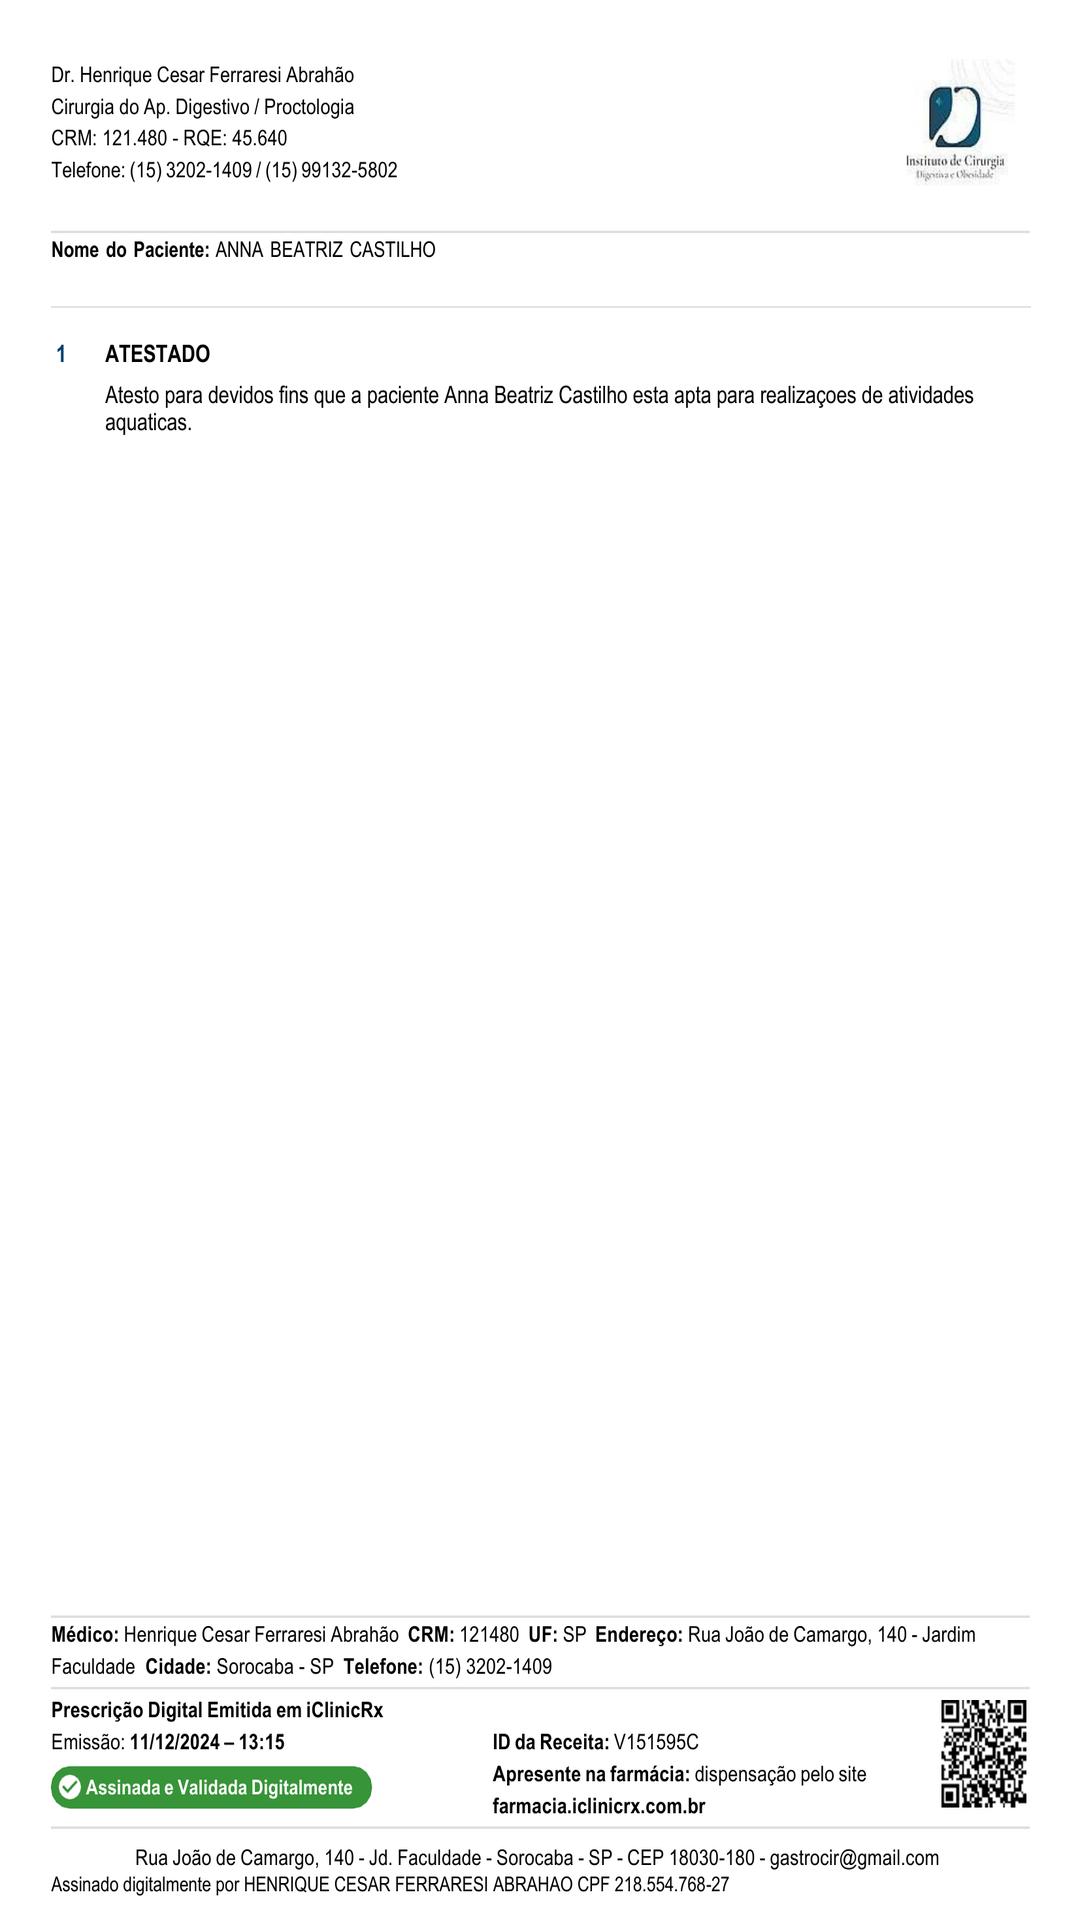 Dr. Henrique Cesar Ferraresi Abrahão
Cirurgia do Ap. Digestivo / Proctologia
CRM: 121.480 - RQE: 45.640
Telefone: (15) 3202-1409 / (15) 99132-5802
Instituto de Cirurgia
Digestiva e Obesidade
Nome do Paciente: ANNA BEATRIZ CASTILHO
1 ATESTADO
Atesto para devidos fins que a paciente Anna Beatriz Castilho esta apta para realizaçoes de atividades
aquaticas.
Médico: Henrique Cesar Ferraresi Abrahão CRM: 121480 UF: SP Endereço: Rua João de Camargo, 140 - Jardim
Faculdade Cidade: Sorocaba - SP Telefone: (15) 3202-1409
Prescrição Digital Emitida em iClinicRx
Emissão: 11/12/2024 – 13:15
Assinada e Validada Digitalmente
ID da Receita: V151595C
Apresente na farmácia: dispensação pelo site
farmacia.iclinicrx.com.br
Rua João de Camargo, 140 - Jd. Faculdade - Sorocaba - SP - CEP 18030-180 - gastrocir@gmail.com
Assinado digitalmente por HENRIQUE CESAR FERRARESI ABRAHAO CPF 218.554.768-27